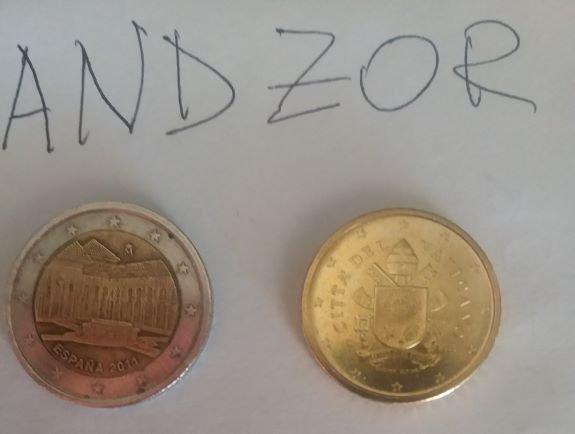 ANDZOR
ESPAÑA 2011
CITTA' DEL VATICANO